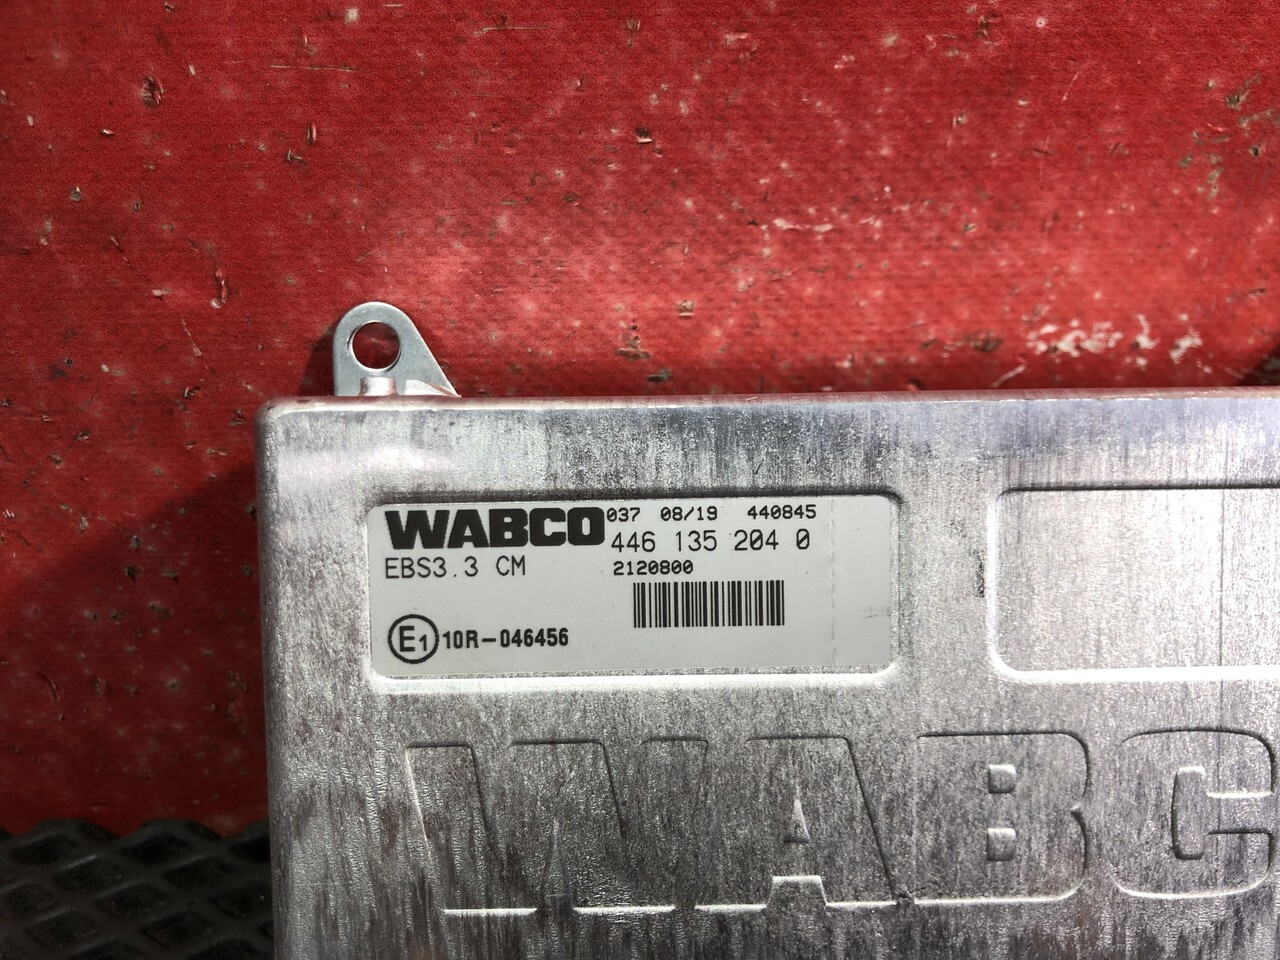 WABCO 037 08/19 440845
446 135 204 0
EBS3.3 CM 2120800
E1 10R-046456
WABC